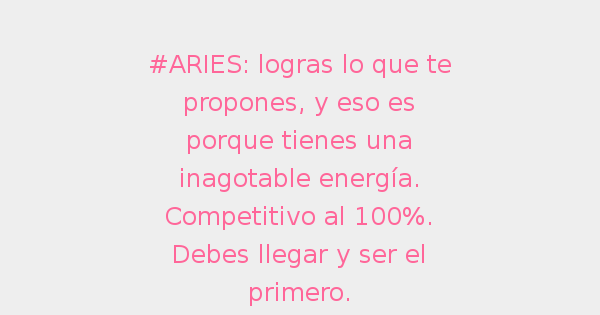 #ARIES: logras lo que te
propones, y eso es
porque tienes una
inagotable energía.
Competitivo al 100%.
Debes llegar y ser el
primero.